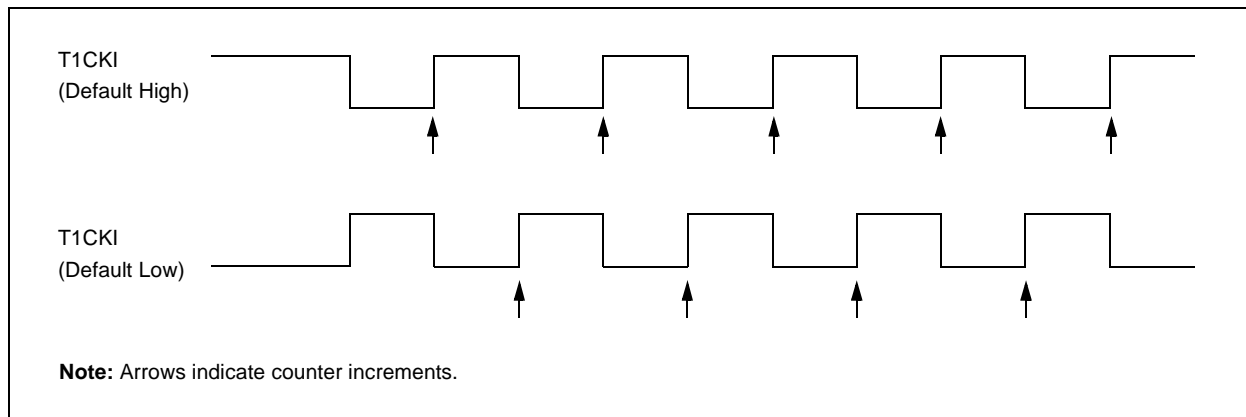 T1CKI
(Default High)
T1CKI
(Default Low)
Note: Arrows indicate counter increments.